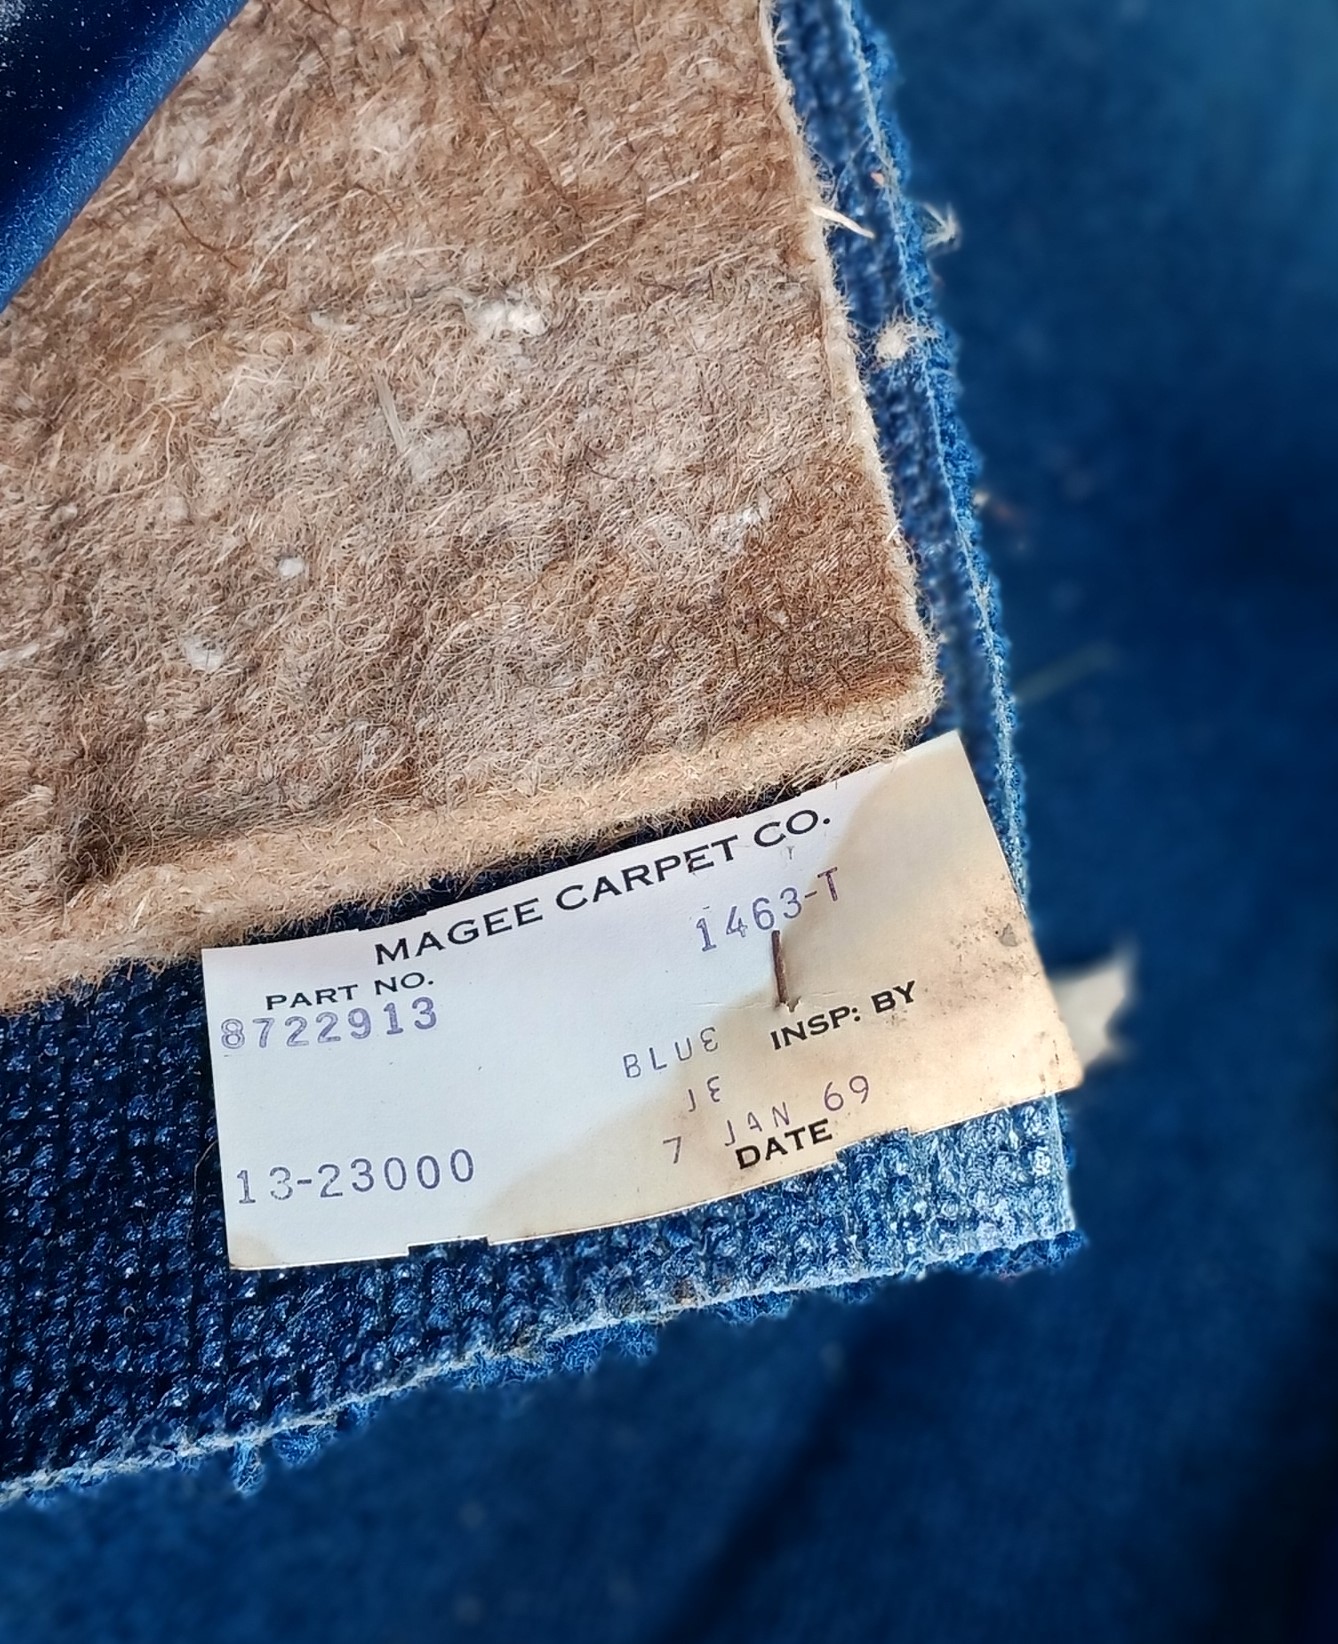 MAGEE CARPET CO.
1463-T
PART NO.
8722913
BLUE
INSP: BY
JE
7 JAN 69
DATE
13-23000